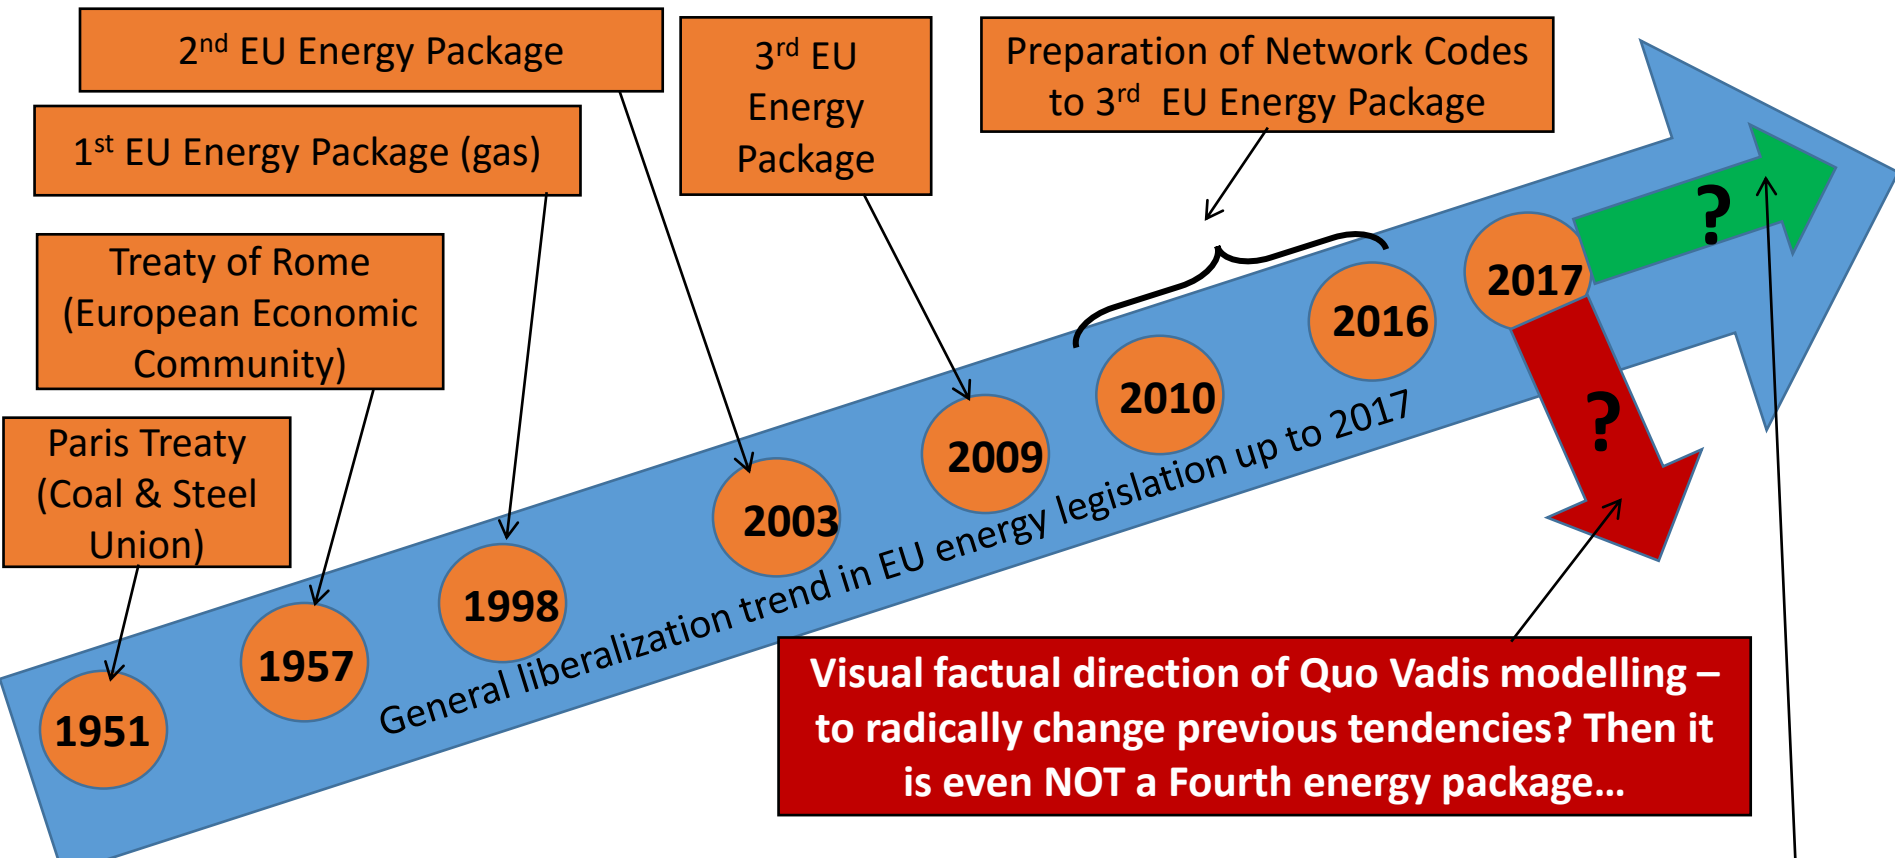 2nd EU Energy Package
3rd EU
Energy
Package
Preparation of Network Codes
to 3rd EU Energy Package
1st EU Energy Package (gas)
Treaty of Rome
(European Economic
Community)
Paris Treaty
(Coal & Steel
Union)
1951
1957
1998
2003
2009
2010
2016
2017
?
?
General liberalization trend in EU energy legislation up to 2017
Visual factual direction of Quo Vadis modelling –
to radically change previous tendencies? Then it
is even NOT a Fourth energy package...